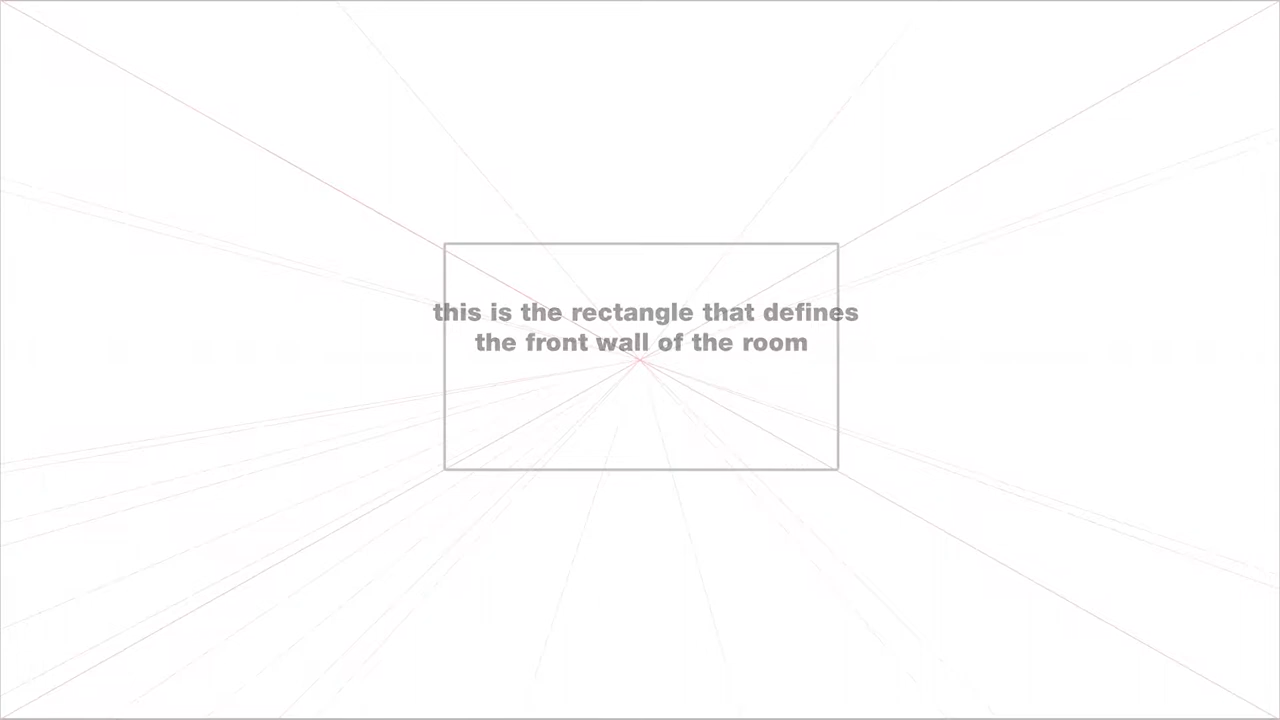 this is the rectangle that defines
the front wall of the room